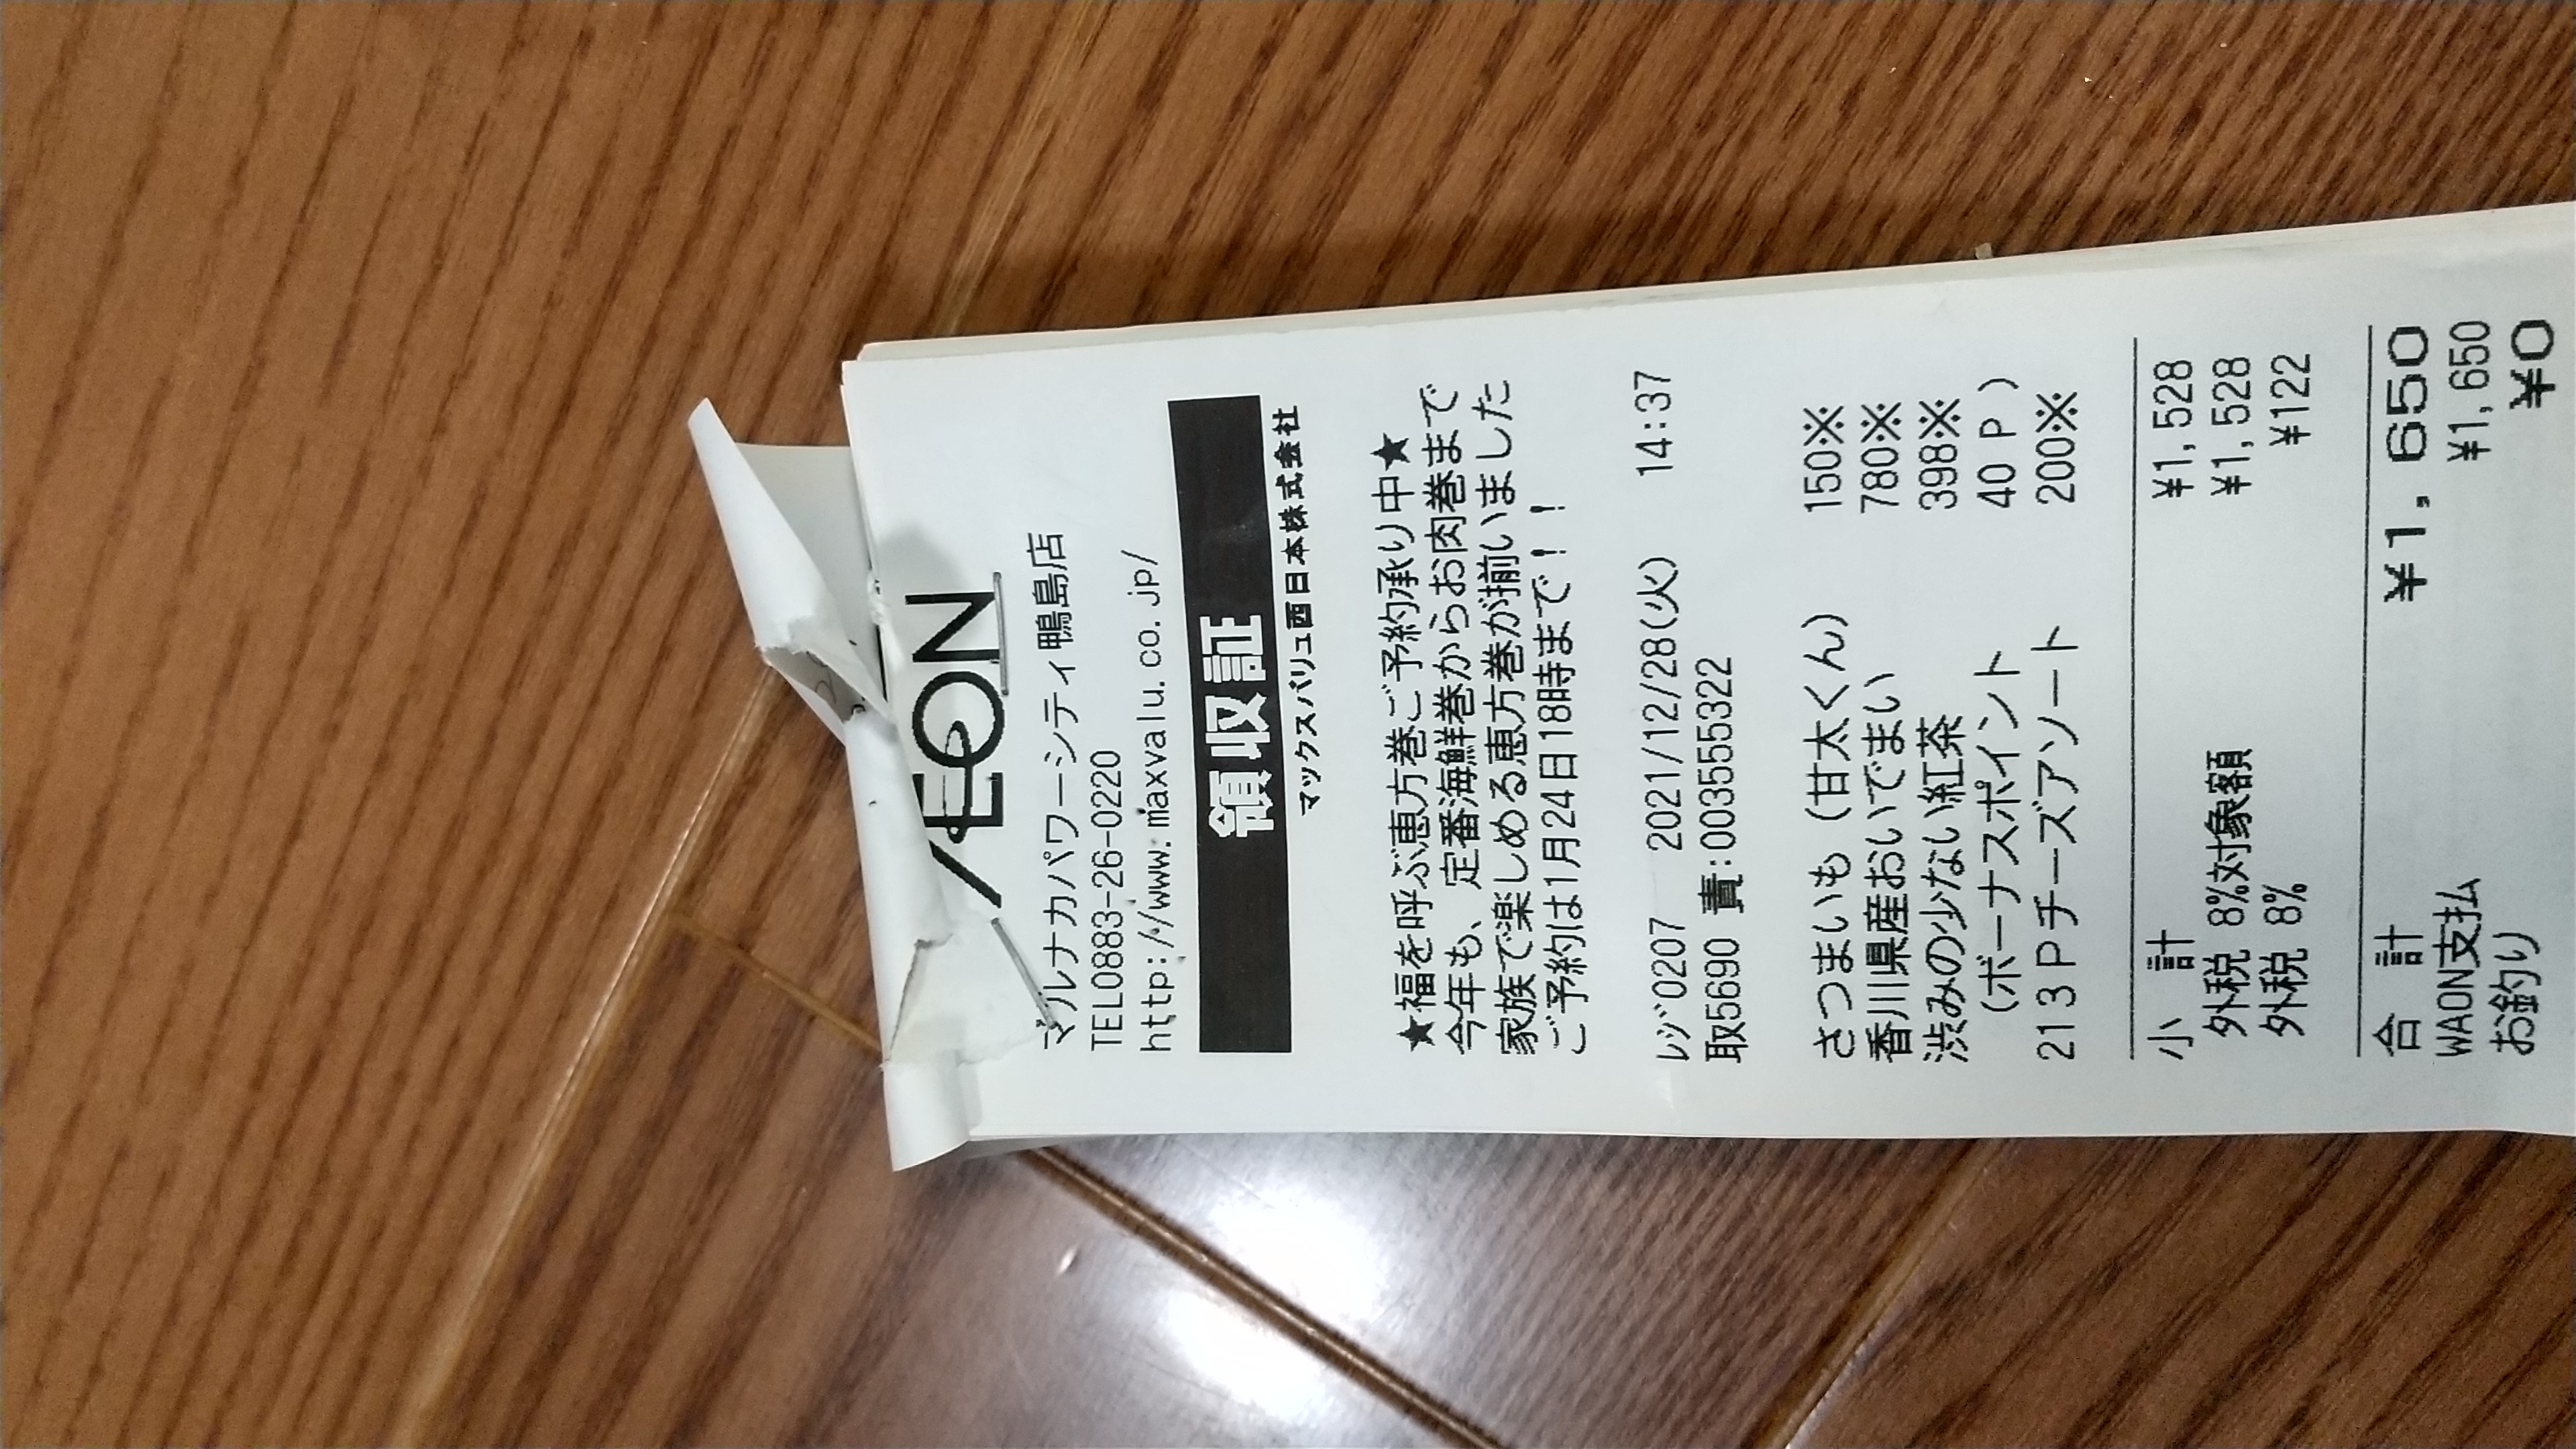 ÆON
マルナカパワーシティ鴨島店
TEL0883-26-0220
http://www.maxvalu.co.jp/
領収証
マックスバリュ西日本株式会社
★福を呼ぶ恵方巻ご予約承り中★
今年も、定番海鮮巻からお肉巻まで
家族で楽しめる恵方巻が揃いました
ご予約は1月24日18時まで！！
ﾚｼﾞ0207 2021/12/28(火) 14:37
取5690 責:003555322
さつまいも（甘太くん） 150※
香川県産おいでまい 780※
渋みの少ない紅茶 398※
（ボーナスポイント 40Ｐ）
213Ｐチーズアソート 200※
小 計 ¥1,528
外税 8%対象額 ¥1,528
外税 8% ¥122
合 計 ¥1,650
WAON支払 ¥1,650
お釣り ¥0